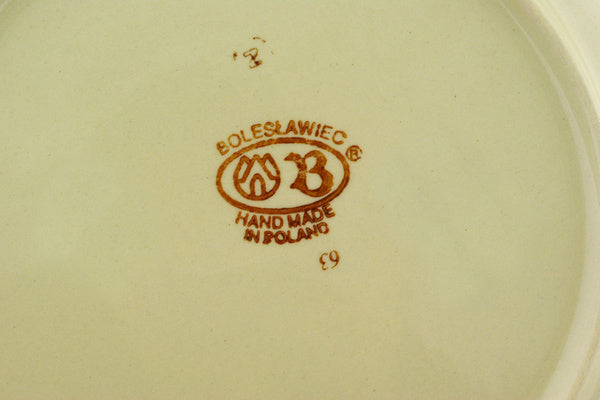 BOLESŁAWIEC
B ®
HAND MADE
IN POLAND
63